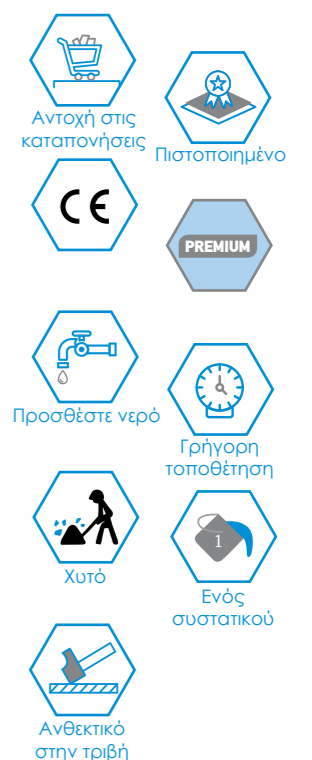 Αντοχή στις
καταπονήσεις
Πιστοποιημένο
CE
PREMIUM
Προσθέστε νερό
Γρήγορη
τοποθέτηση
Χυτό
1
Ενός
συστατικού
Ανθεκτικό
στην τριβή